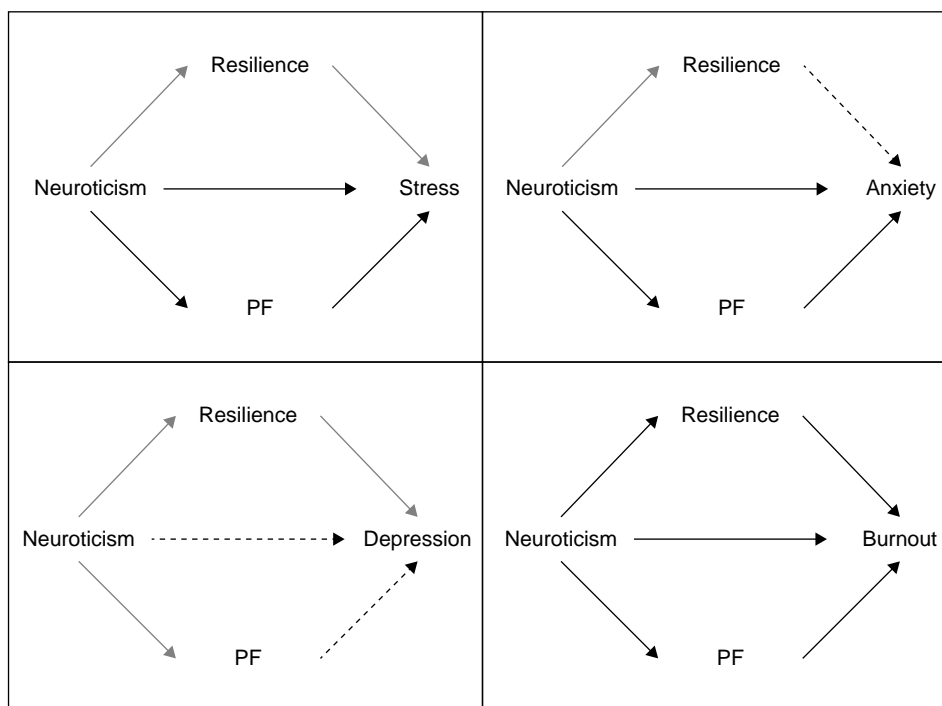 Resilience
Neuroticism
Stress
PF
Resilience
Neuroticism
Anxiety
PF
Resilience
Neuroticism
Depression
PF
Resilience
Neuroticism
Burnout
PF